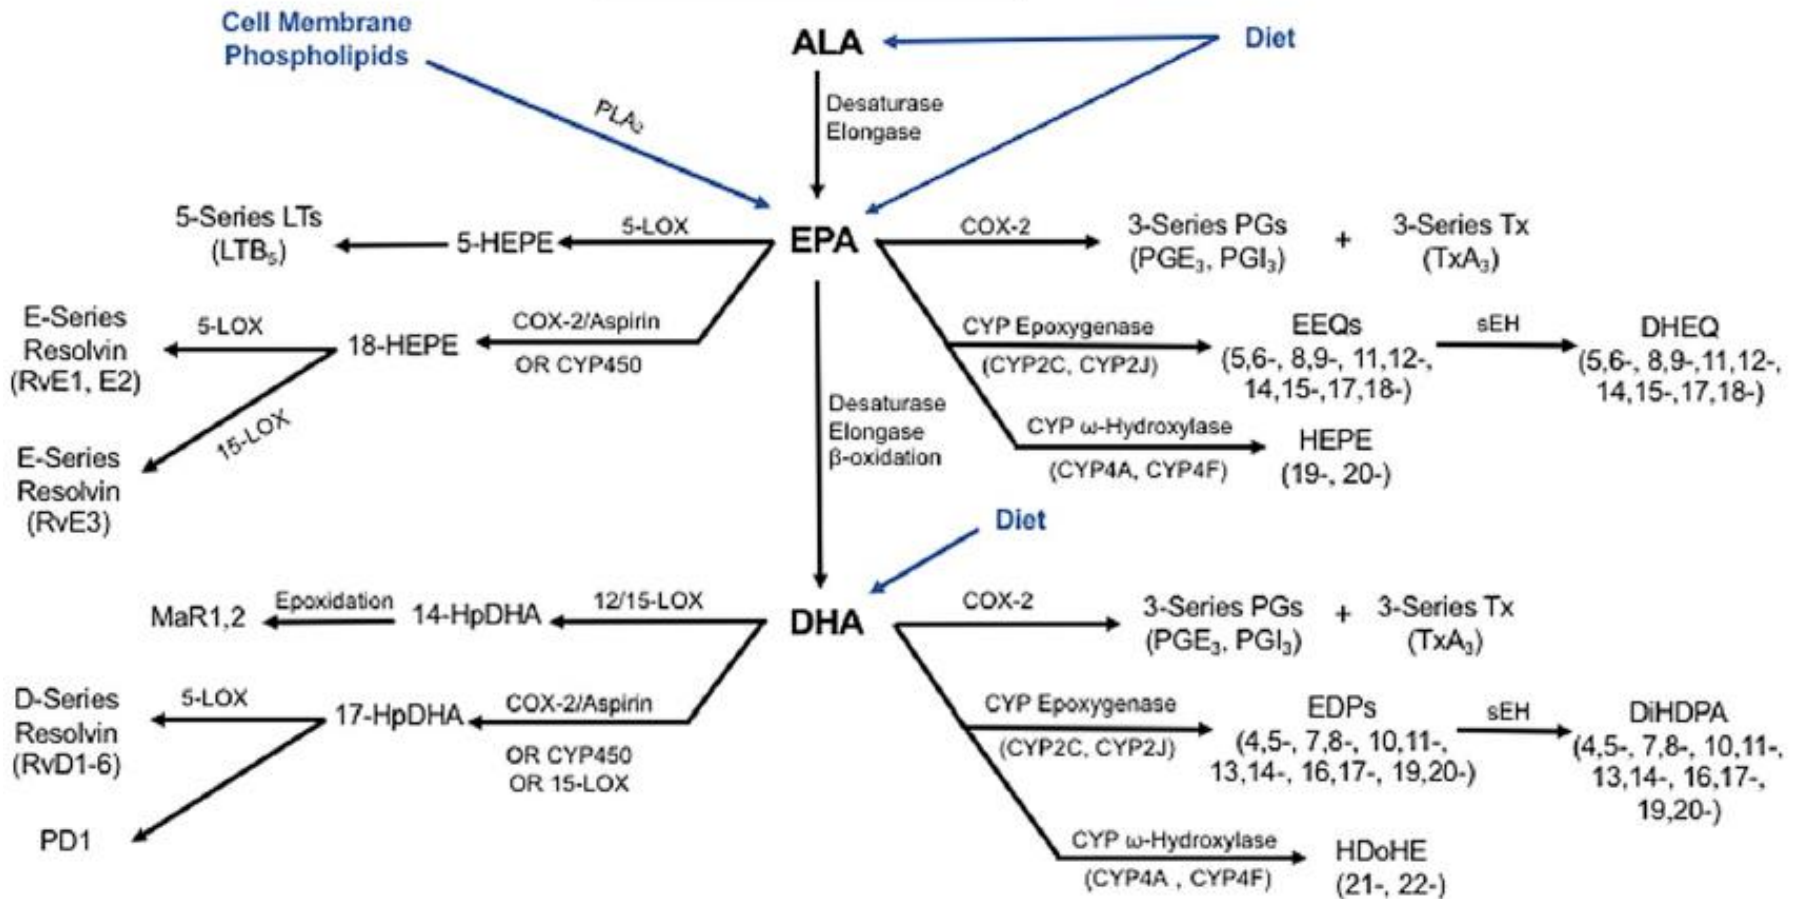 Cell Membrane
Phospholipids
ALA
Diet
PLA₂
Desaturase
Elongase
5-Series LTs
(LTB₅)
5-HEPE
5-LOX
EPA
COX-2
3-Series PGs
(PGE₃, PGI₃)
+
3-Series Tx
(TxA₃)
E-Series
Resolvin
(RvE1, E2)
5-LOX
18-HEPE
COX-2/Aspirin
OR CYP450
CYP Epoxygenase
(CYP2C, CYP2J)
EEQs
(5,6-, 8,9-, 11,12-,
14,15-,17,18-)
sEH
DHEQ
(5,6-, 8,9-,11,12-,
14,15-,17,18-)
15-LOX
E-Series
Resolvin
(RvE3)
Desaturase
Elongase
β-oxidation
CYP ω-Hydroxylase
(CYP4A, CYP4F)
HEPE
(19-, 20-)
Diet
MaR1,2
Epoxidation
14-HpDHA
12/15-LOX
DHA
COX-2
3-Series PGs
(PGE₃, PGI₃)
+
3-Series Tx
(TxA₃)
D-Series
Resolvin
(RvD1-6)
5-LOX
17-HpDHA
COX-2/Aspirin
OR CYP450
OR 15-LOX
CYP Epoxygenase
(CYP2C, CYP2J)
EDPs
(4,5-, 7,8-, 10,11-,
13,14-, 16,17-, 19,20-)
sEH
DiHDPA
(4,5-, 7,8-, 10,11-,
13,14-, 16,17-,
19,20-)
PD1
CYP ω-Hydroxylase
(CYP4A , CYP4F)
HDoHE
(21-, 22-)